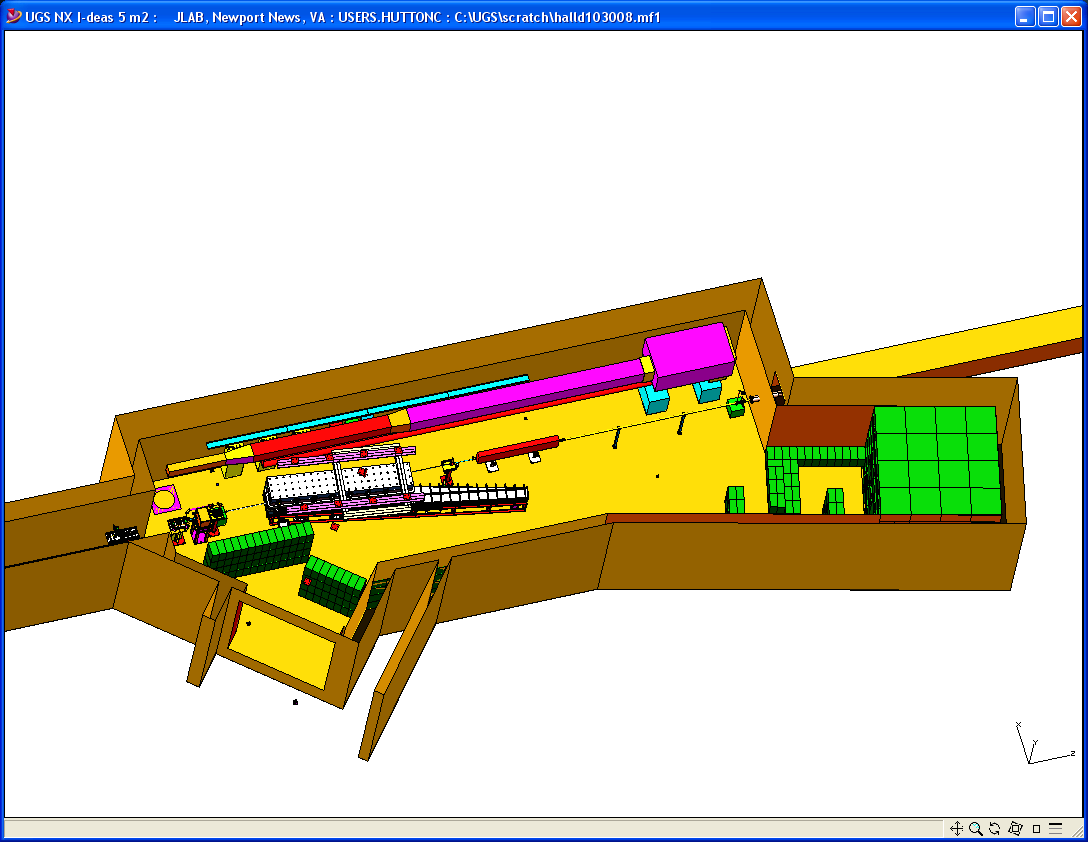 UGS NX I-deas 5 m2 : JLAB, Newport News, VA : USERS.HUTTONC : C:\UGS\scratch\halld103008.mf1
X
Y
Z